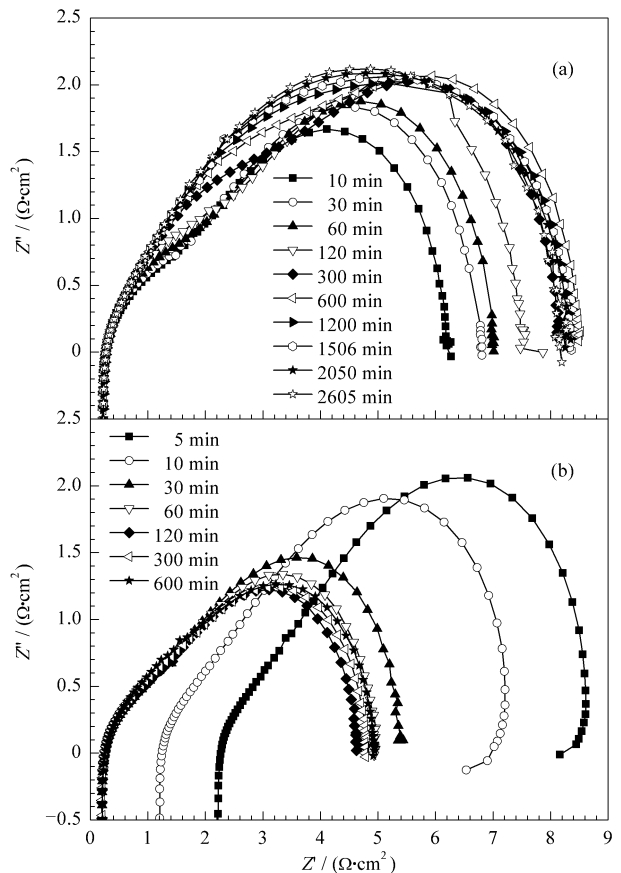 2.5
(a)
2.0
1.5
1.0
0.5
0
Z″ / (Ω·cm²)
10 min
30 min
60 min
120 min
300 min
600 min
1200 min
1506 min
2050 min
2605 min
2.5
(b)
2.0
1.5
1.0
0.5
0
−0.5
Z″ / (Ω·cm²)
5 min
10 min
30 min
60 min
120 min
300 min
600 min
0 1 2 3 4 5 6 7 8 9
Z′ / (Ω·cm²)